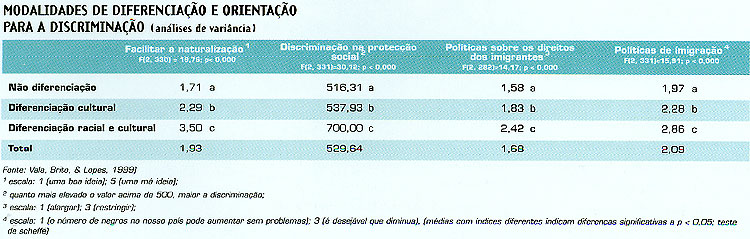 MODALIDADES DE DIFERENCIAÇÃO E ORIENTAÇÃO
PARA A DISCRIMINAÇÃO (análises de variância)
Facilitar a naturalização 1 Discriminação na protecção Políticas sobre os direitos Políticas de imigração 4
F(2, 330) = 19,79; p< 0,000 social 2 dos imigrantes 3 F(2, 331)=15,91; p< 0,000
F(2, 331)=30,12; p < 0,000 F(2, 282)=14,17; p< 0,000
Não diferenciação 1,71 a 516,31 a 1,58 a 1,97 a
Diferenciação cultural 2,29 b 537,93 b 1,83 b 2,28 b
Diferenciação racial e cultural 3,50 c 700,00 c 2,42 c 2,86 c
Total 1,93 529,64 1,68 2,09
Fonte: Vala, Brito, & Lopes, 1999)
1 escala: 1 (uma boa ideia); 5 (uma má ideia);
2 quanto mais elevado o valor acima de 500, maior a discriminação;
3 escala: 1 (alargar); 3 (restringir);
4 escala: 1 (o número de negros no nosso país pode aumentar sem problemas); 3 (é desejável que diminua), (médias com indices diferentes indicam diferenças significativas a p < 0,05; teste
de scheffe)